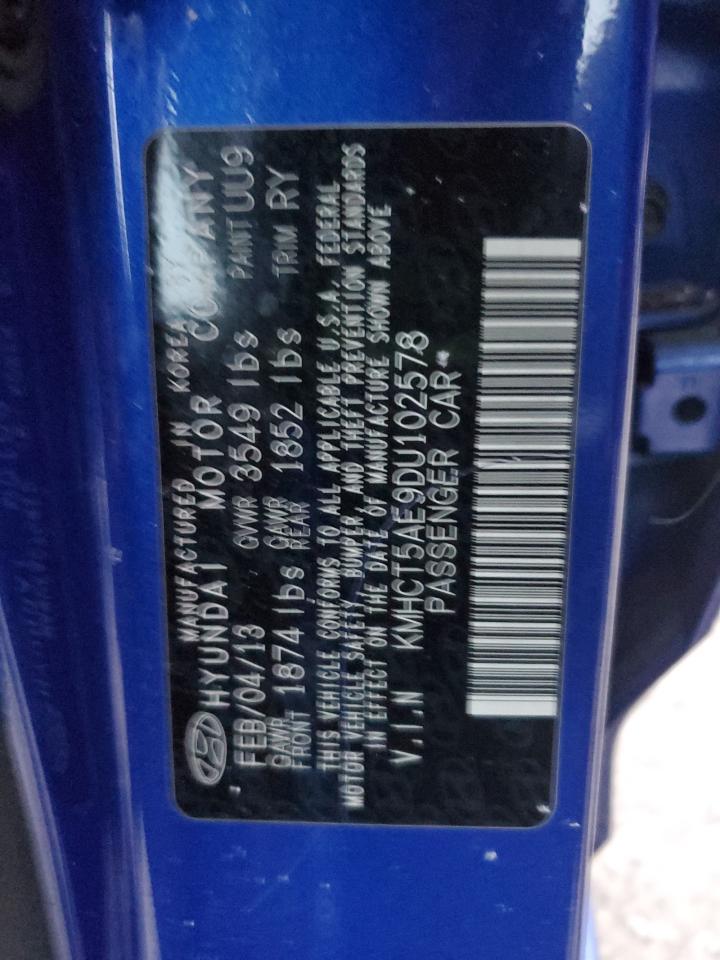 MANUFACTURED IN KOREA BY
HYUNDAI MOTOR COMPANY
FEB/04/13 GVWR 3549 lbs PAINT UU9
GAWR FRONT 1874 lbs GAWR REAR 1852 lbs TRIM RY
THIS VEHICLE CONFORMS TO ALL APPLICABLE U.S.A. FEDERAL
MOTOR VEHICLE SAFETY, BUMPER, AND THEFT PREVENTION STANDARDS
IN EFFECT ON THE DATE OF MANUFACTURE SHOWN ABOVE
V.I.N KMHCT5AE9DU102578
PASSENGER CAR